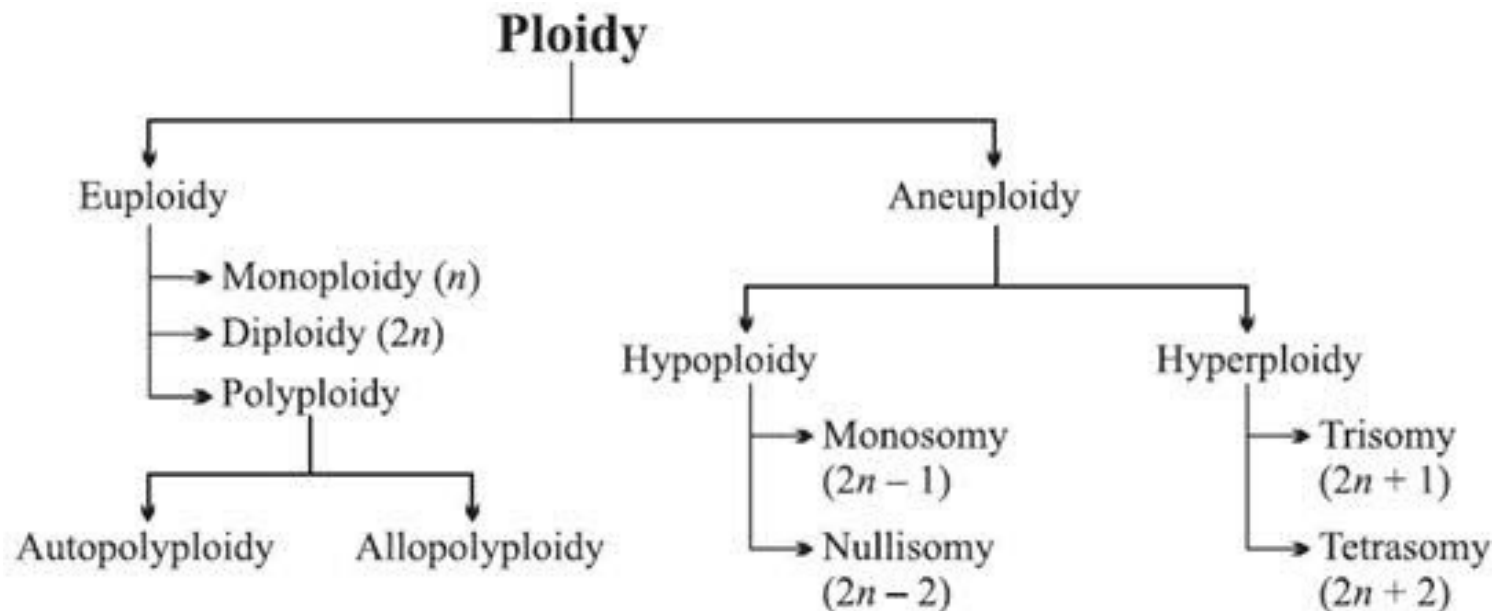 Ploidy
Euploidy
Monoploidy (n)
Diploidy (2n)
Polyploidy
Autopolyploidy
Allopolyploidy
Aneuploidy
Hypoploidy
Monosomy
(2n – 1)
Nullisomy
(2n – 2)
Hyperploidy
Trisomy
(2n + 1)
Tetrasomy
(2n + 2)